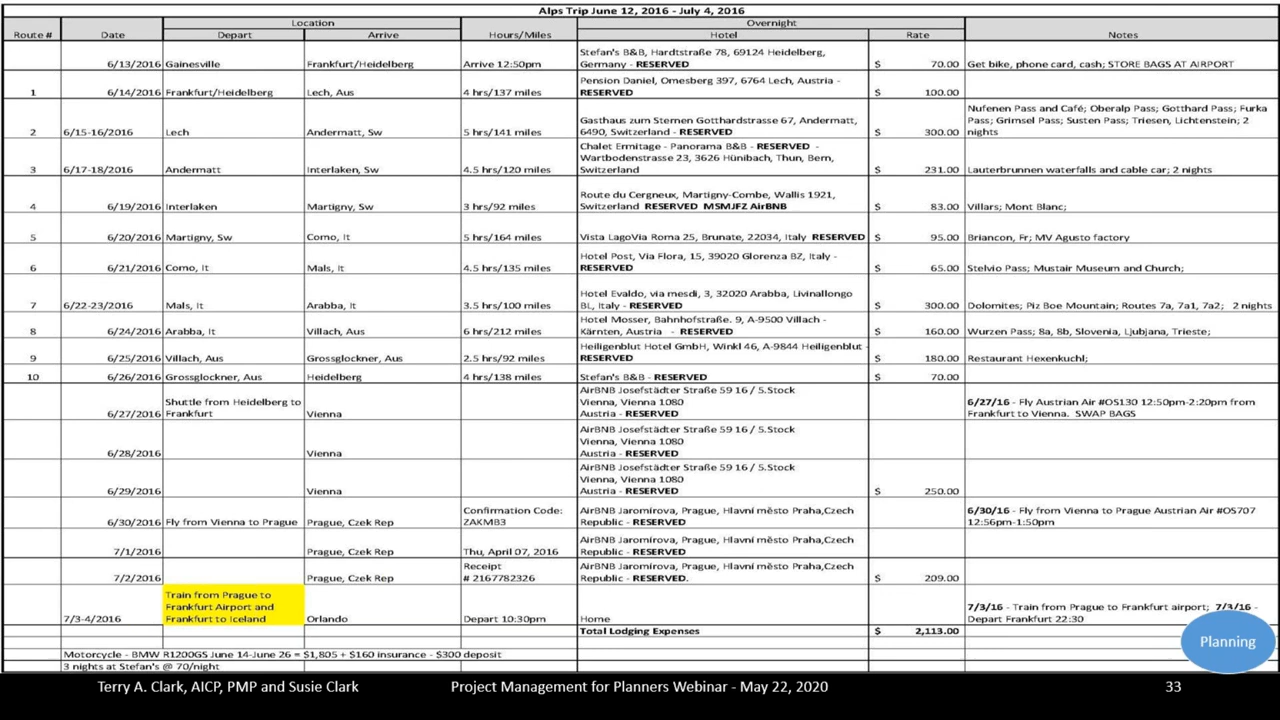 Alps Trip June 12, 2016 - July 4, 2016
Location Overnight
Route # Date Depart Arrive Hours/Miles Hotel Rate Notes
6/13/2016 Gainesville Frankfurt/Heidelberg Arrive 12:50pm Stefan's B&B, Hardtstraße 78, 69124 Heidelberg,
Germany - RESERVED $ 70.00 Get bike, phone card, cash; STORE BAGS AT AIRPORT
1 6/14/2016 Frankfurt/Heidelberg Lech, Aus 4 hrs/137 miles Pension Daniel, Omesberg 397, 6764 Lech, Austria -
RESERVED $ 100.00
2 6/15-16/2016 Lech Andermatt, Sw 5 hrs/141 miles Gasthaus zum Sternen Gotthardstrasse 67, Andermatt,
6490, Switzerland - RESERVED $ 300.00 Nufenen Pass and Café; Oberalp Pass; Gotthard Pass; Furka
Pass; Grimsel Pass; Susten Pass; Triesen, Lichtenstein; 2
nights
3 6/17-18/2016 Andermatt Interlaken, Sw 4.5 hrs/120 miles Chalet Ermitage - Panorama B&B - RESERVED -
Wartbodenstrasse 23, 3626 Hünibach, Thun, Bern,
Switzerland $ 231.00 Lauterbrunnen waterfalls and cable car; 2 nights
4 6/19/2016 Interlaken Martigny, Sw 3 hrs/92 miles Route du Cergneux, Martigny-Combe, Wallis 1921,
Switzerland RESERVED MSMJFZ AirBNB $ 83.00 Villars; Mont Blanc;
5 6/20/2016 Martigny, Sw Como, It 5 hrs/164 miles Vista LagoVia Roma 25, Brunate, 22034, Italy RESERVED $ 95.00 Briancon, Fr; MV Agusto factory
6 6/21/2016 Como, It Mals, It 4.5 hrs/135 miles Hotel Post, Via Flora, 15, 39020 Glorenza BZ, Italy -
RESERVED $ 65.00 Stelvio Pass; Mustair Museum and Church;
7 6/22-23/2016 Mals, It Arabba, It 3.5 hrs/100 miles Hotel Evaldo, via mesdi, 3, 32020 Arabba, Livinallongo
BL, Italy - RESERVED $ 300.00 Dolomites; Piz Boe Mountain; Routes 7a, 7a1, 7a2; 2 nights
8 6/24/2016 Arabba, It Villach, Aus 6 hrs/212 miles Hotel Mosser, Bahnhofstraße. 9, A-9500 Villach -
Kärnten, Austria - RESERVED $ 160.00 Wurzen Pass; 8a, 8b, Slovenia, Ljubjana, Trieste;
9 6/25/2016 Villach, Aus Grossglockner, Aus 2.5 hrs/92 miles Heiligenblut Hotel GmbH, Winkl 46, A-9844 Heiligenblut -
RESERVED $ 180.00 Restaurant Hexenkuchl;
10 6/26/2016 Grossglockner, Aus Heidelberg 4 hrs/138 miles Stefan's B&B - RESERVED $ 70.00
6/27/2016 Shuttle from Heidelberg to
Frankfurt Vienna AirBNB Josefstädter Straße 59 16 / 5.Stock
Vienna, Vienna 1080
Austria - RESERVED 6/27/16 - Fly Austrian Air #OS130 12:50pm-2:20pm from
Frankfurt to Vienna. SWAP BAGS
6/28/2016 Vienna AirBNB Josefstädter Straße 59 16 / 5.Stock
Vienna, Vienna 1080
Austria - RESERVED
6/29/2016 Vienna AirBNB Josefstädter Straße 59 16 / 5.Stock
Vienna, Vienna 1080
Austria - RESERVED $ 250.00
6/30/2016 Fly from Vienna to Prague Prague, Czek Rep Confirmation Code:
ZAKMB3 AirBNB Jaromírova, Prague, Hlavní město Praha,Czech
Republic - RESERVED 6/30/16 - Fly from Vienna to Prague Austrian Air #OS707
12:56pm-1:50pm
7/1/2016 Prague, Czek Rep Thu, April 07, 2016 AirBNB Jaromírova, Prague, Hlavní město Praha,Czech
Republic - RESERVED
7/2/2016 Prague, Czek Rep Receipt
# 2167782326 AirBNB Jaromírova, Prague, Hlavní město Praha,Czech
Republic - RESERVED. $ 209.00
7/3-4/2016 Train from Prague to
Frankfurt Airport and
Frankfurt to Iceland Orlando Depart 10:30pm Home 7/3/16 - Train from Prague to Frankfurt airport; 7/3/16 -
Depart Frankfurt 22:30
Total Lodging Expenses $ 2,113.00
Motorcycle - BMW R1200GS June 14-June 26 = $1,805 + $160 insurance - $300 deposit
3 nights at Stefan's @ 70/night
Planning
Terry A. Clark, AICP, PMP and Susie Clark Project Management for Planners Webinar - May 22, 2020 33